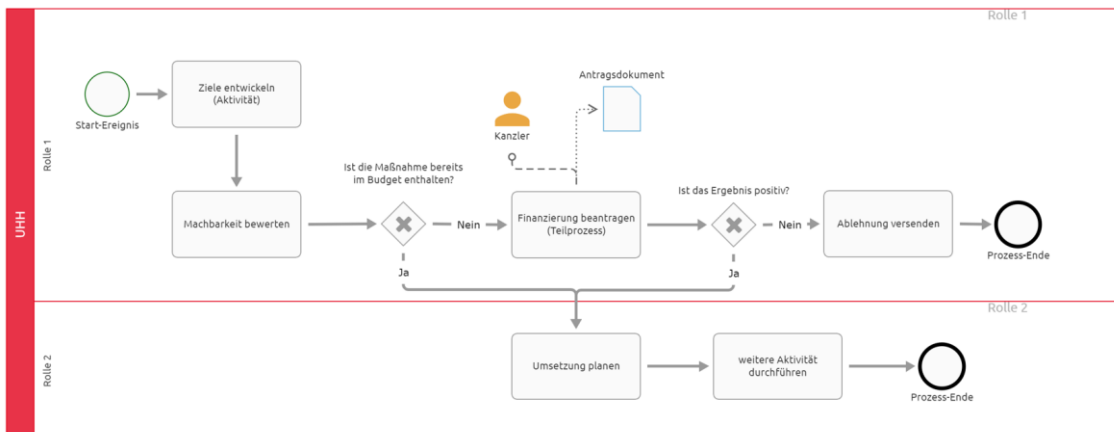 Rolle 1
UHH
Rolle 1
Start-Ereignis
Ziele entwickeln
(Aktivität)
Antragsdokument
Kanzler
Ist die Maßnahme bereits
im Budget enthalten?
Ist das Ergebnis positiv?
Machbarkeit bewerten
Nein
Finanzierung beantragen
(Teilprozess)
Nein
Ablehnung versenden
Prozess-Ende
Ja
Ja
Rolle 2
Rolle 2
Umsetzung planen
weitere Aktivität
durchführen
Prozess-Ende